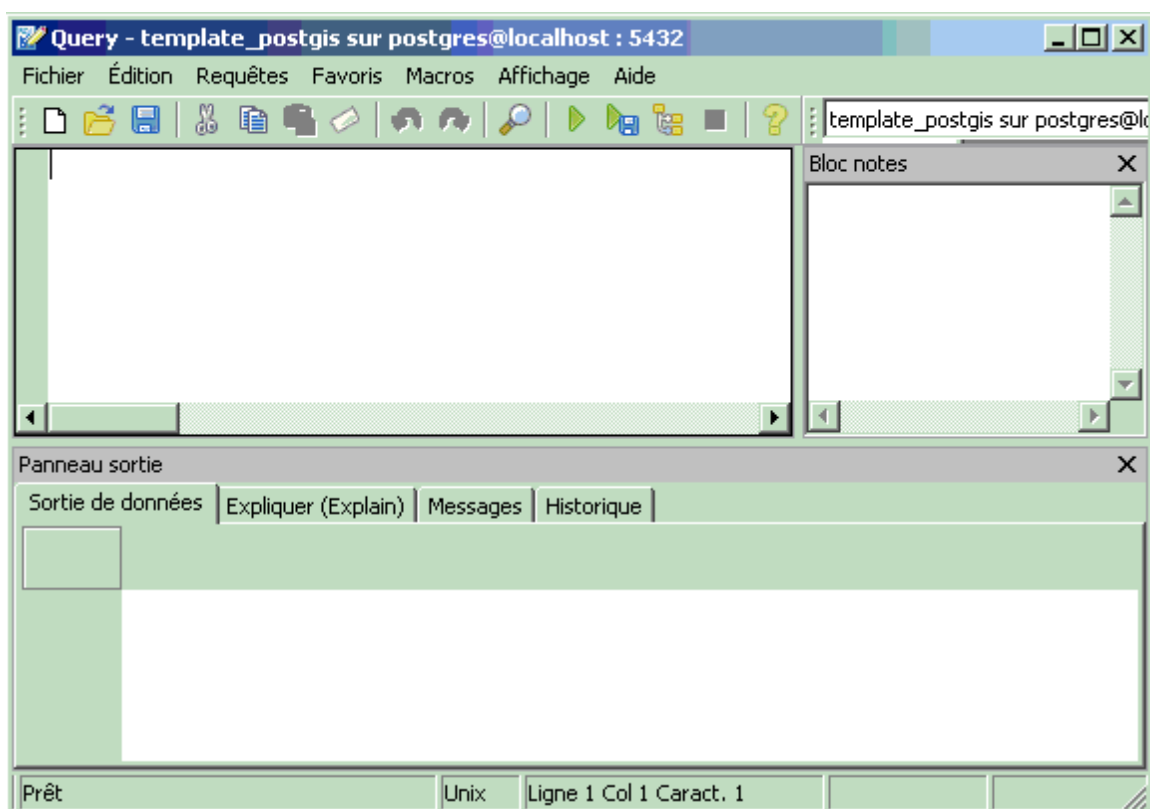 Query - template_postgis sur postgres@localhost : 5432
Fichier Édition Requêtes Favoris Macros Affichage Aide
template_postgis sur postgres@lo
Bloc notes
Panneau sortie
Sortie de données Expliquer (Explain) Messages Historique
Prêt Unix Ligne 1 Col 1 Caract. 1